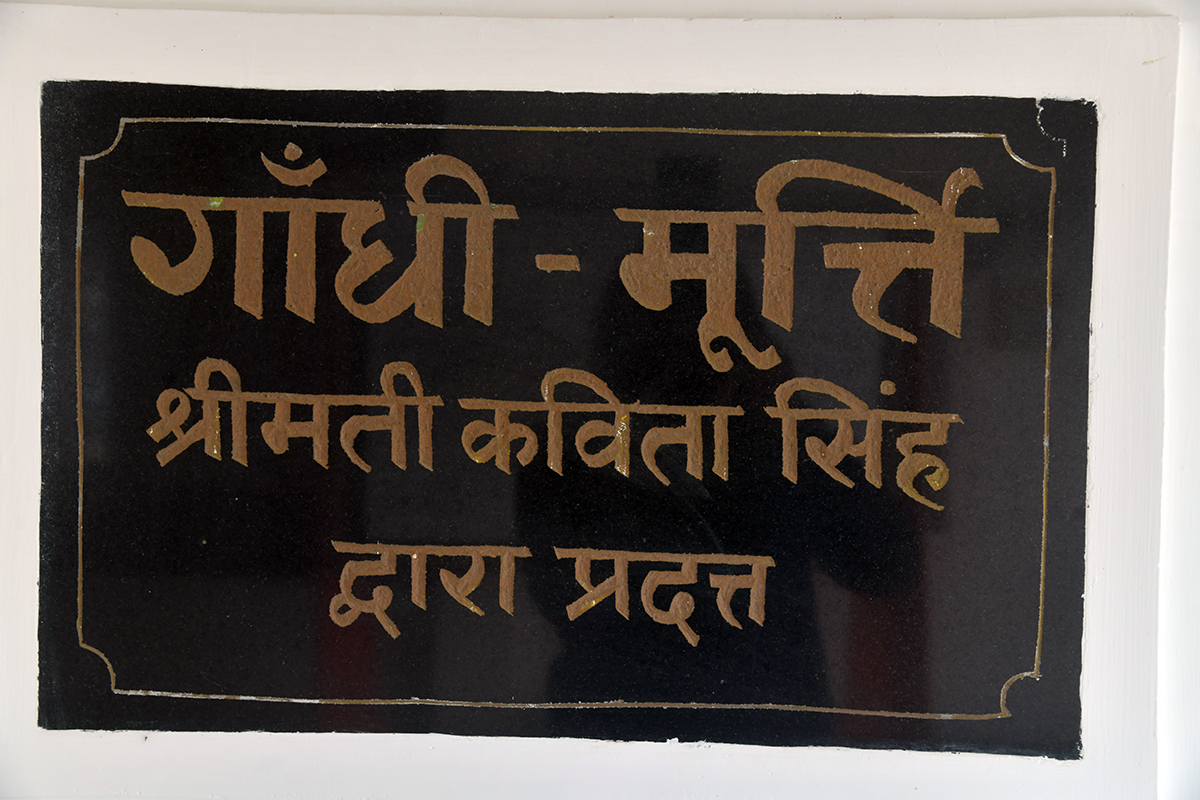 गाँधी - मूर्त्ति
श्रीमती कविता सिंह
द्वारा प्रदत्त